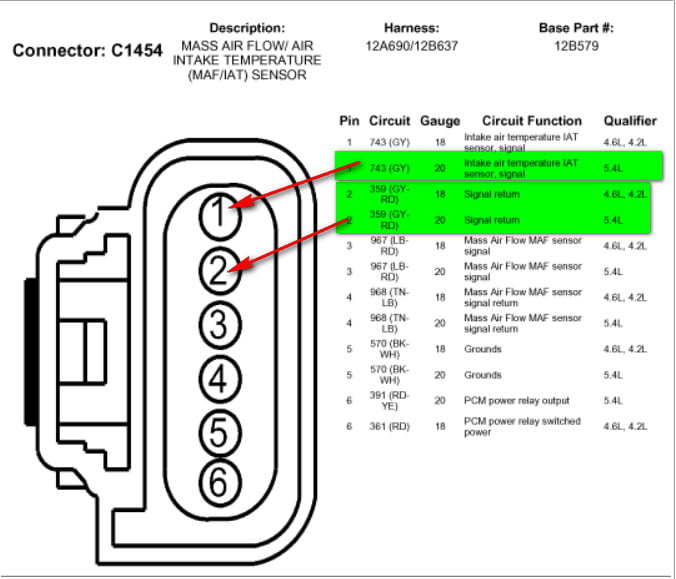 Connector: C1454
Description:
MASS AIR FLOW/ AIR
INTAKE TEMPERATURE
(MAF/IAT) SENSOR
Harness:
12A690/12B637
Base Part #:
12B579
Pin Circuit Gauge Circuit Function Qualifier
1 743 (GY) 18 Intake air temperature IAT sensor, signal 4.6L, 4.2L
743 (GY) 20 Intake air temperature IAT sensor, signal 5.4L
2 359 (GY-RD) 18 Signal return 4.6L, 4.2L
2 359 (GY-RD) 20 Signal return 5.4L
3 967 (LB-RD) 18 Mass Air Flow MAF sensor signal 4.6L, 4.2L
3 967 (LB-RD) 20 Mass Air Flow MAF sensor signal 5.4L
4 968 (TN-LB) 18 Mass Air Flow MAF sensor signal return 4.6L, 4.2L
4 968 (TN-LB) 20 Mass Air Flow MAF sensor signal return 5.4L
5 570 (BK-WH) 18 Grounds 4.6L, 4.2L
5 570 (BK-WH) 20 Grounds 5.4L
6 391 (RD-YE) 20 PCM power relay output 5.4L
6 361 (RD) 18 PCM power relay switched power 4.6L, 4.2L
1
2
3
4
5
6